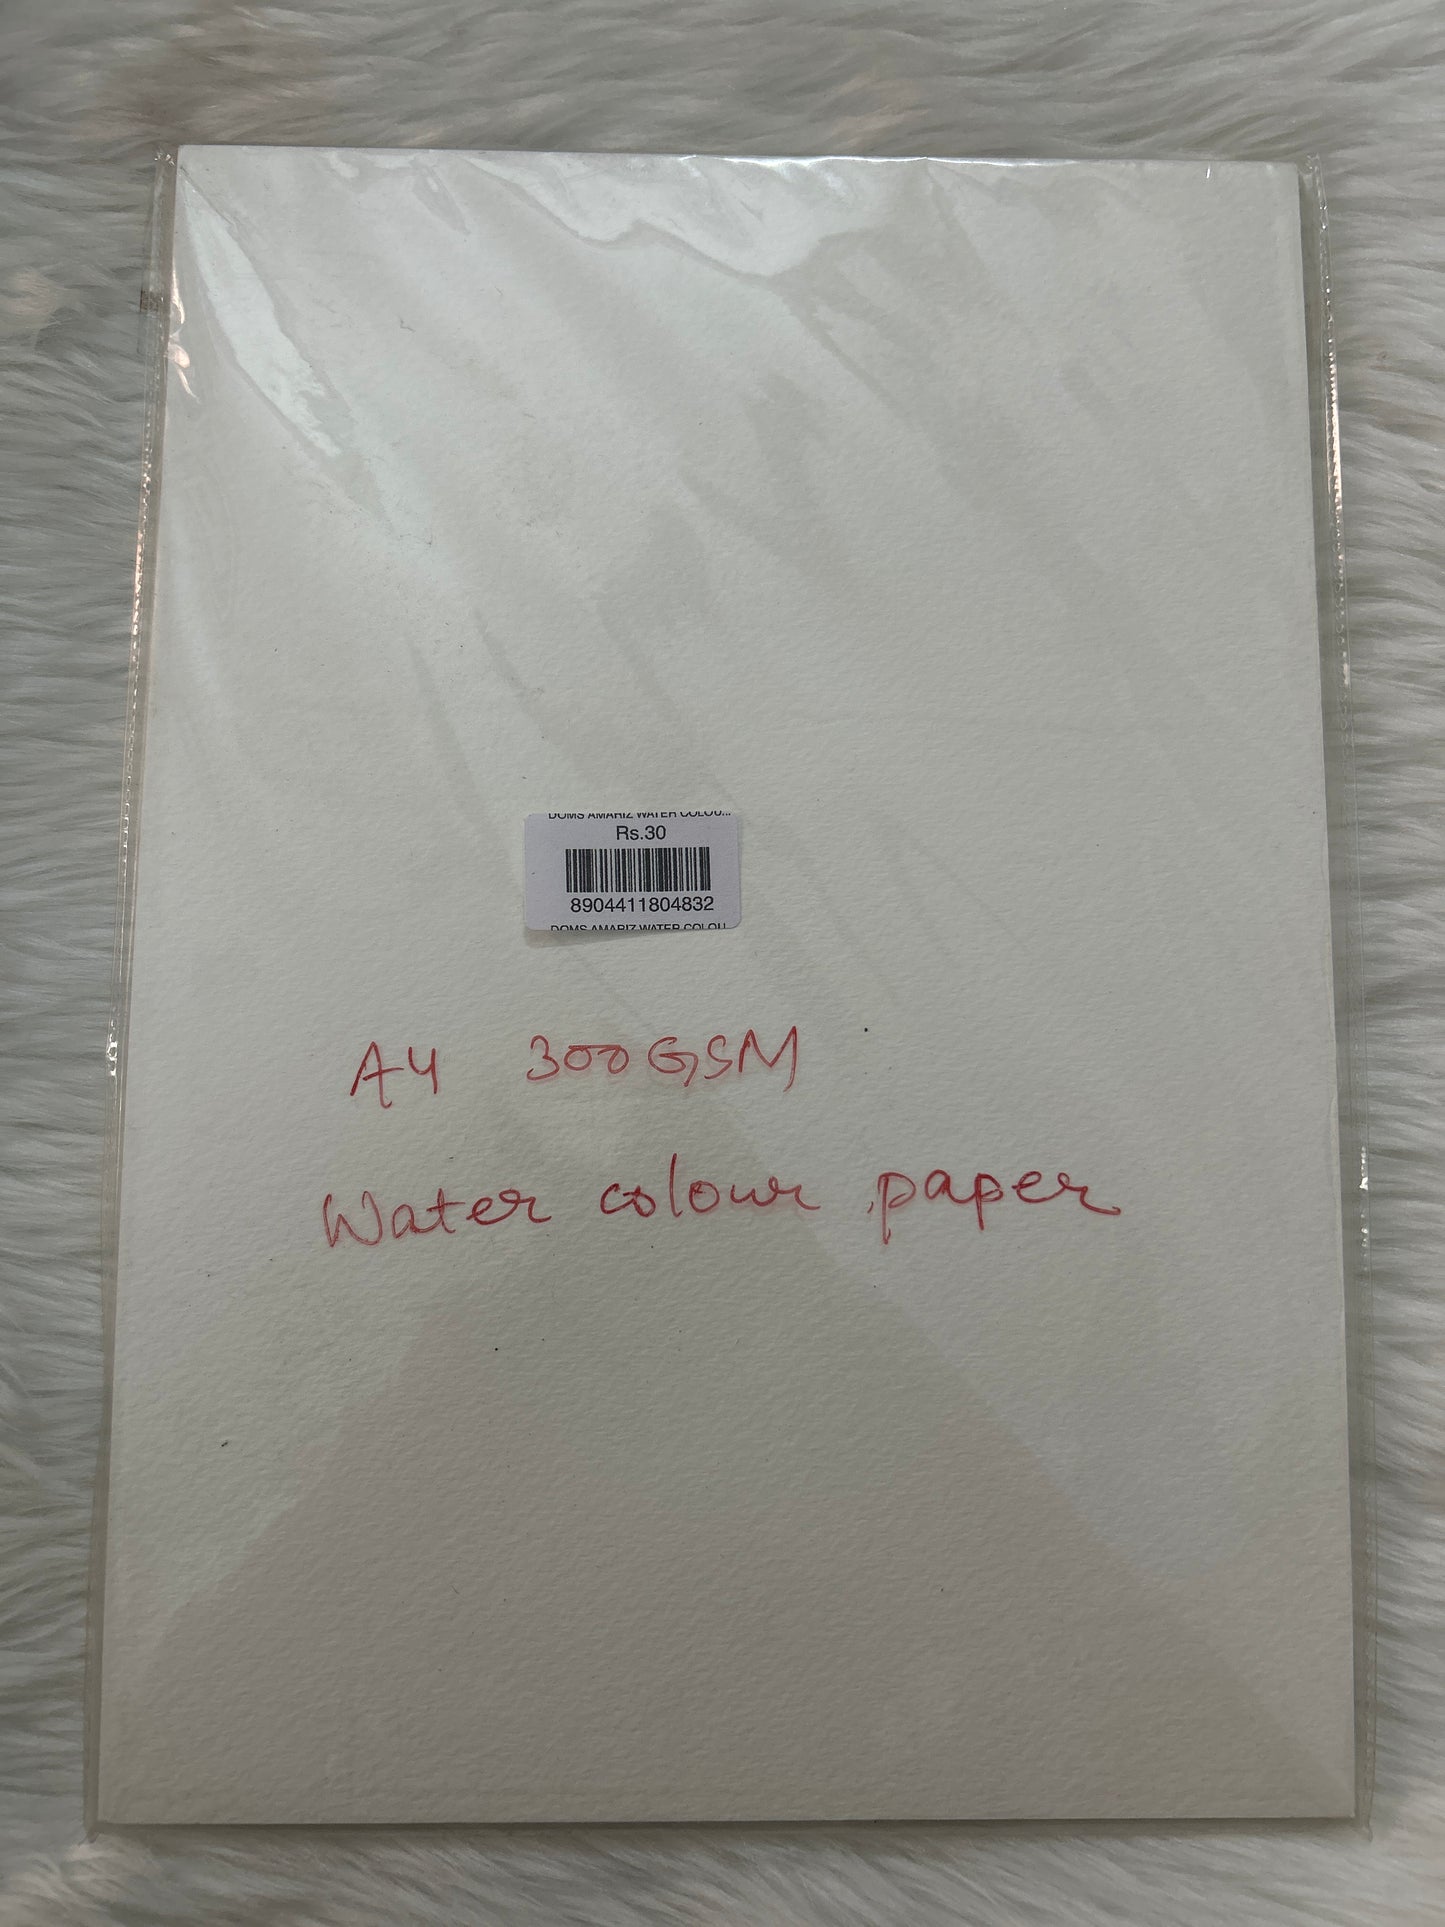 DOMS AMARIZ WATER COLOU...
Rs.30
8904411804832
DOMS AMARIZ WATER COLOU
A4 300GSM
Water colour paper